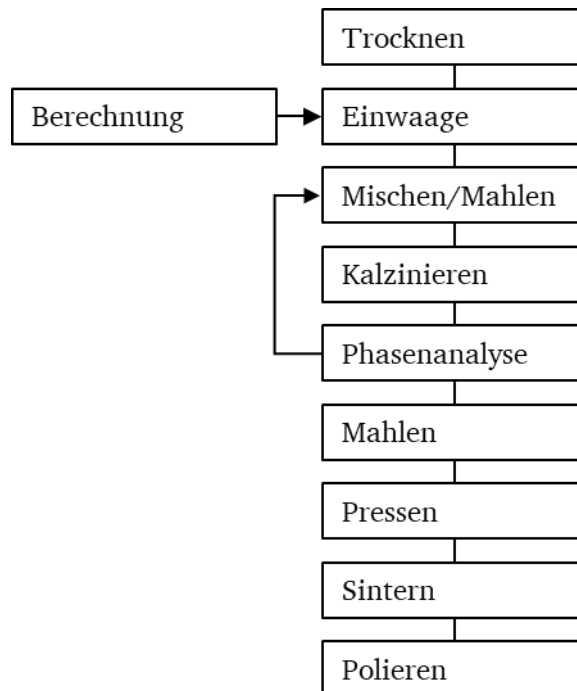 Trocknen
Berechnung
Einwaage
Mischen/Mahlen
Kalzinieren
Phasenanalyse
Mahlen
Pressen
Sintern
Polieren